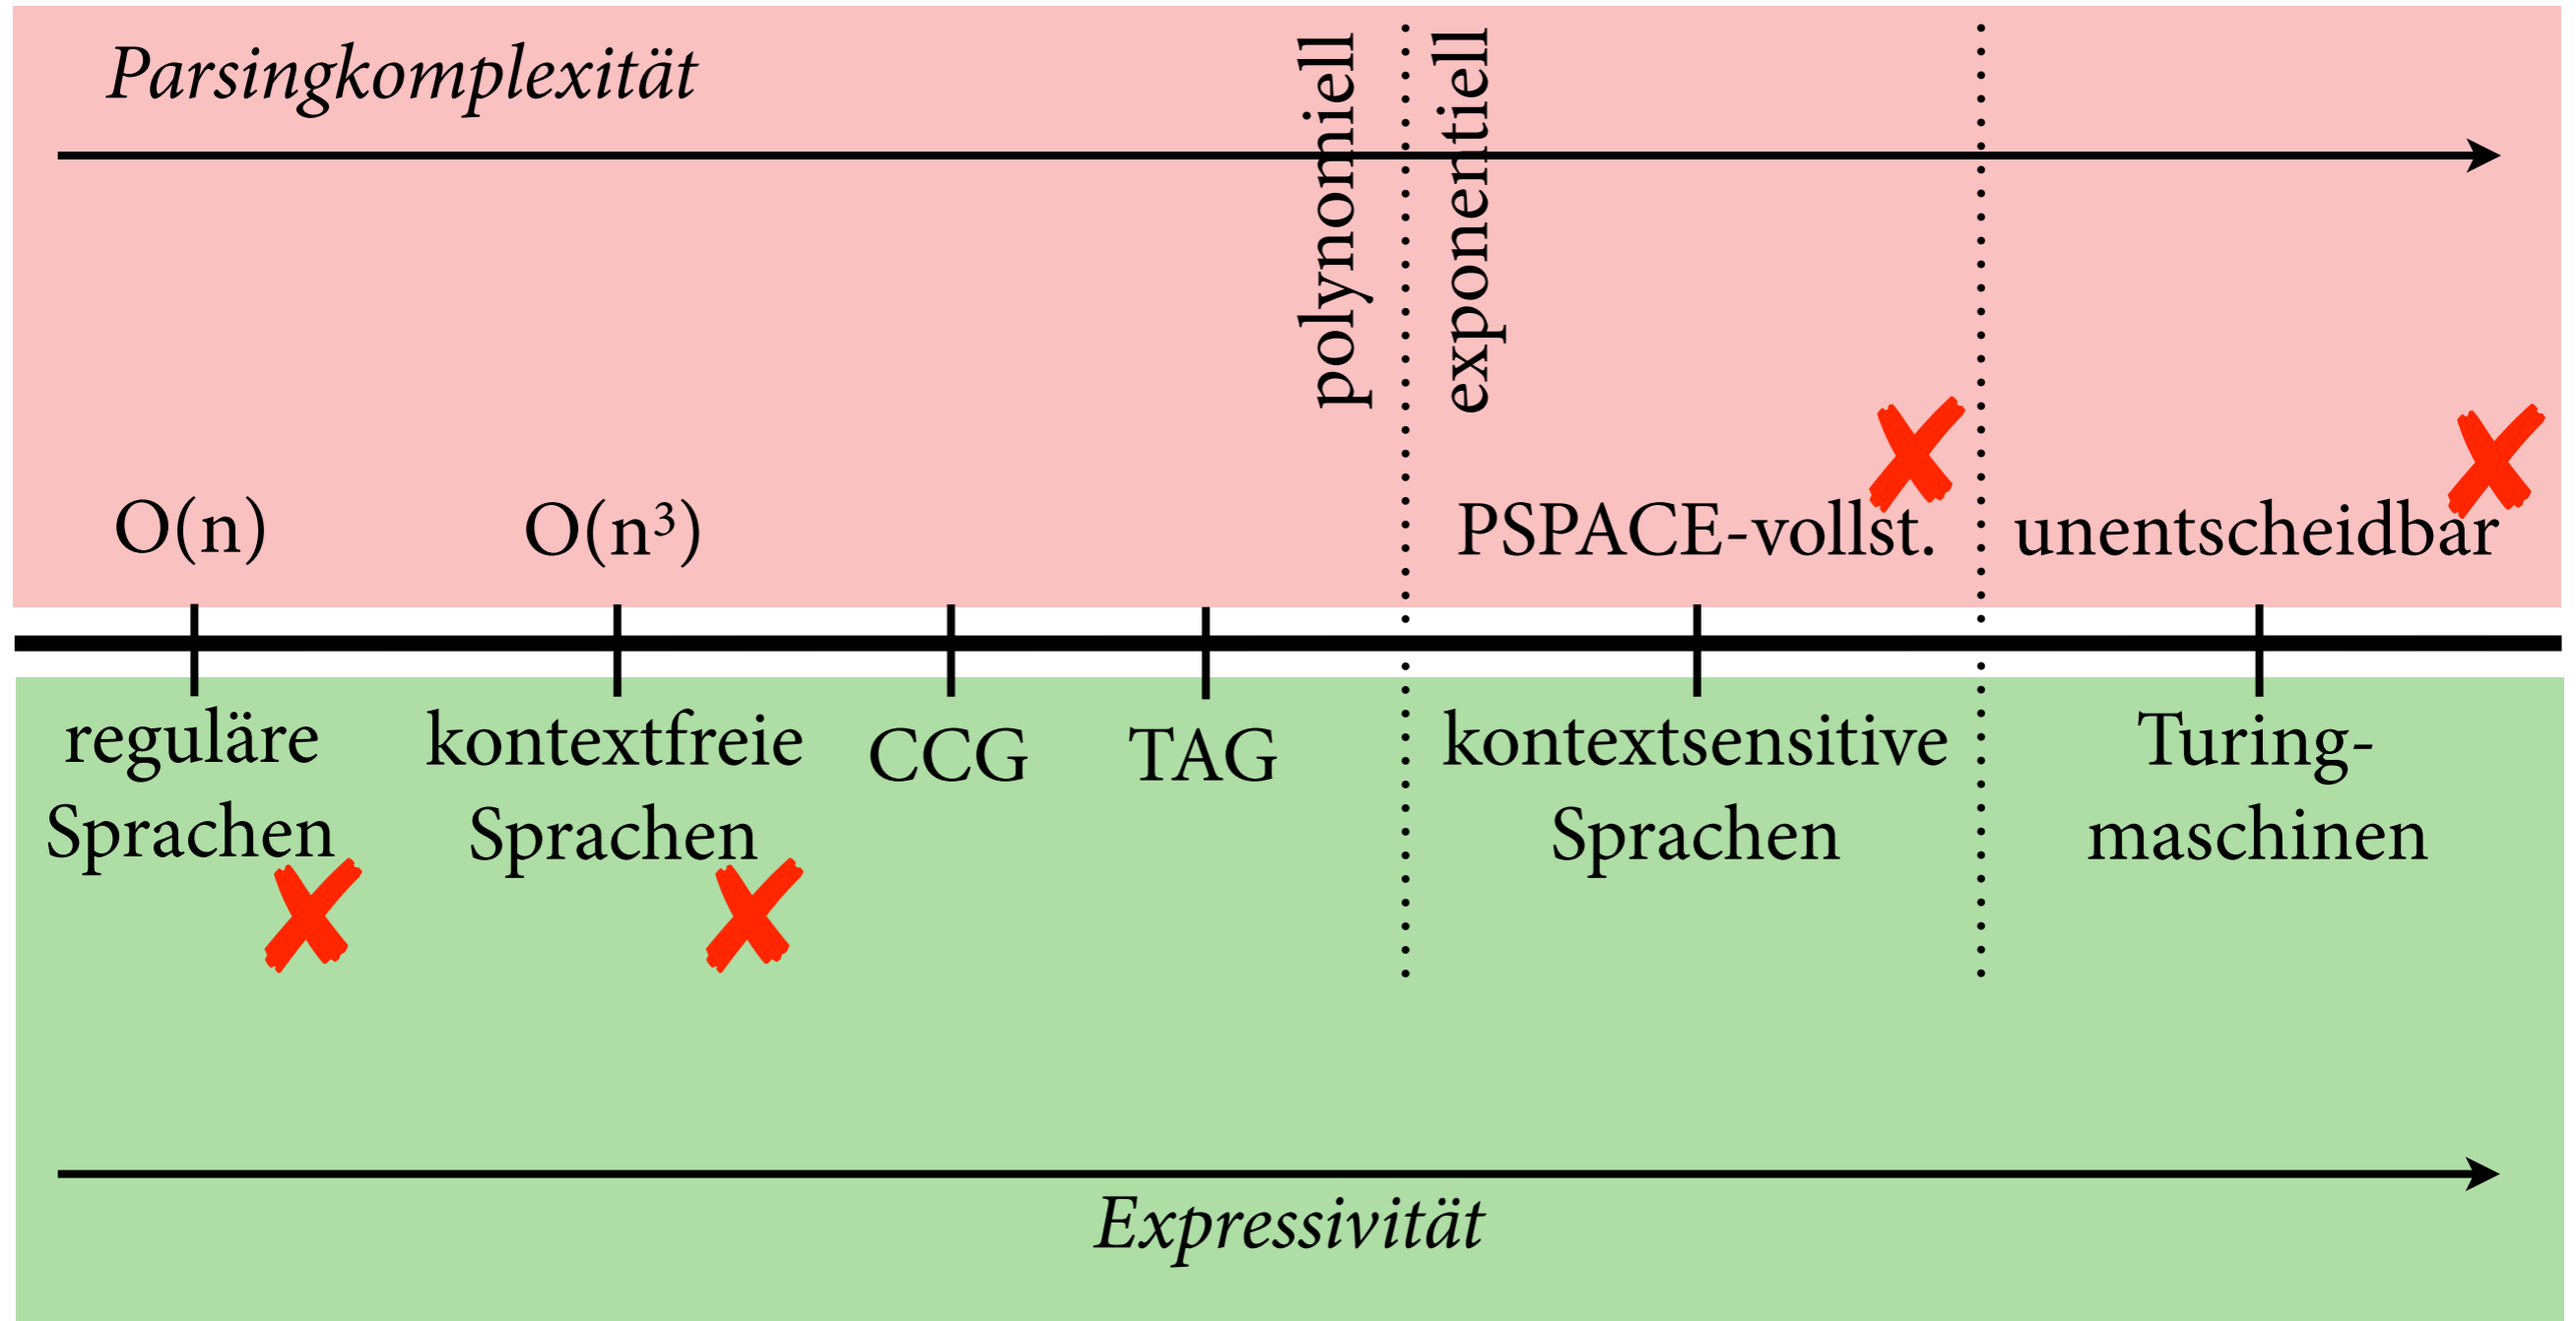 Parsingkomplexität
polynomiell
exponentiell
O(n)
O(n³)
PSPACE-vollst.
unentscheidbar
reguläre
Sprachen
kontextfreie
Sprachen
CCG
TAG
kontextsensitive
Sprachen
Turing-
maschinen
Expressivität